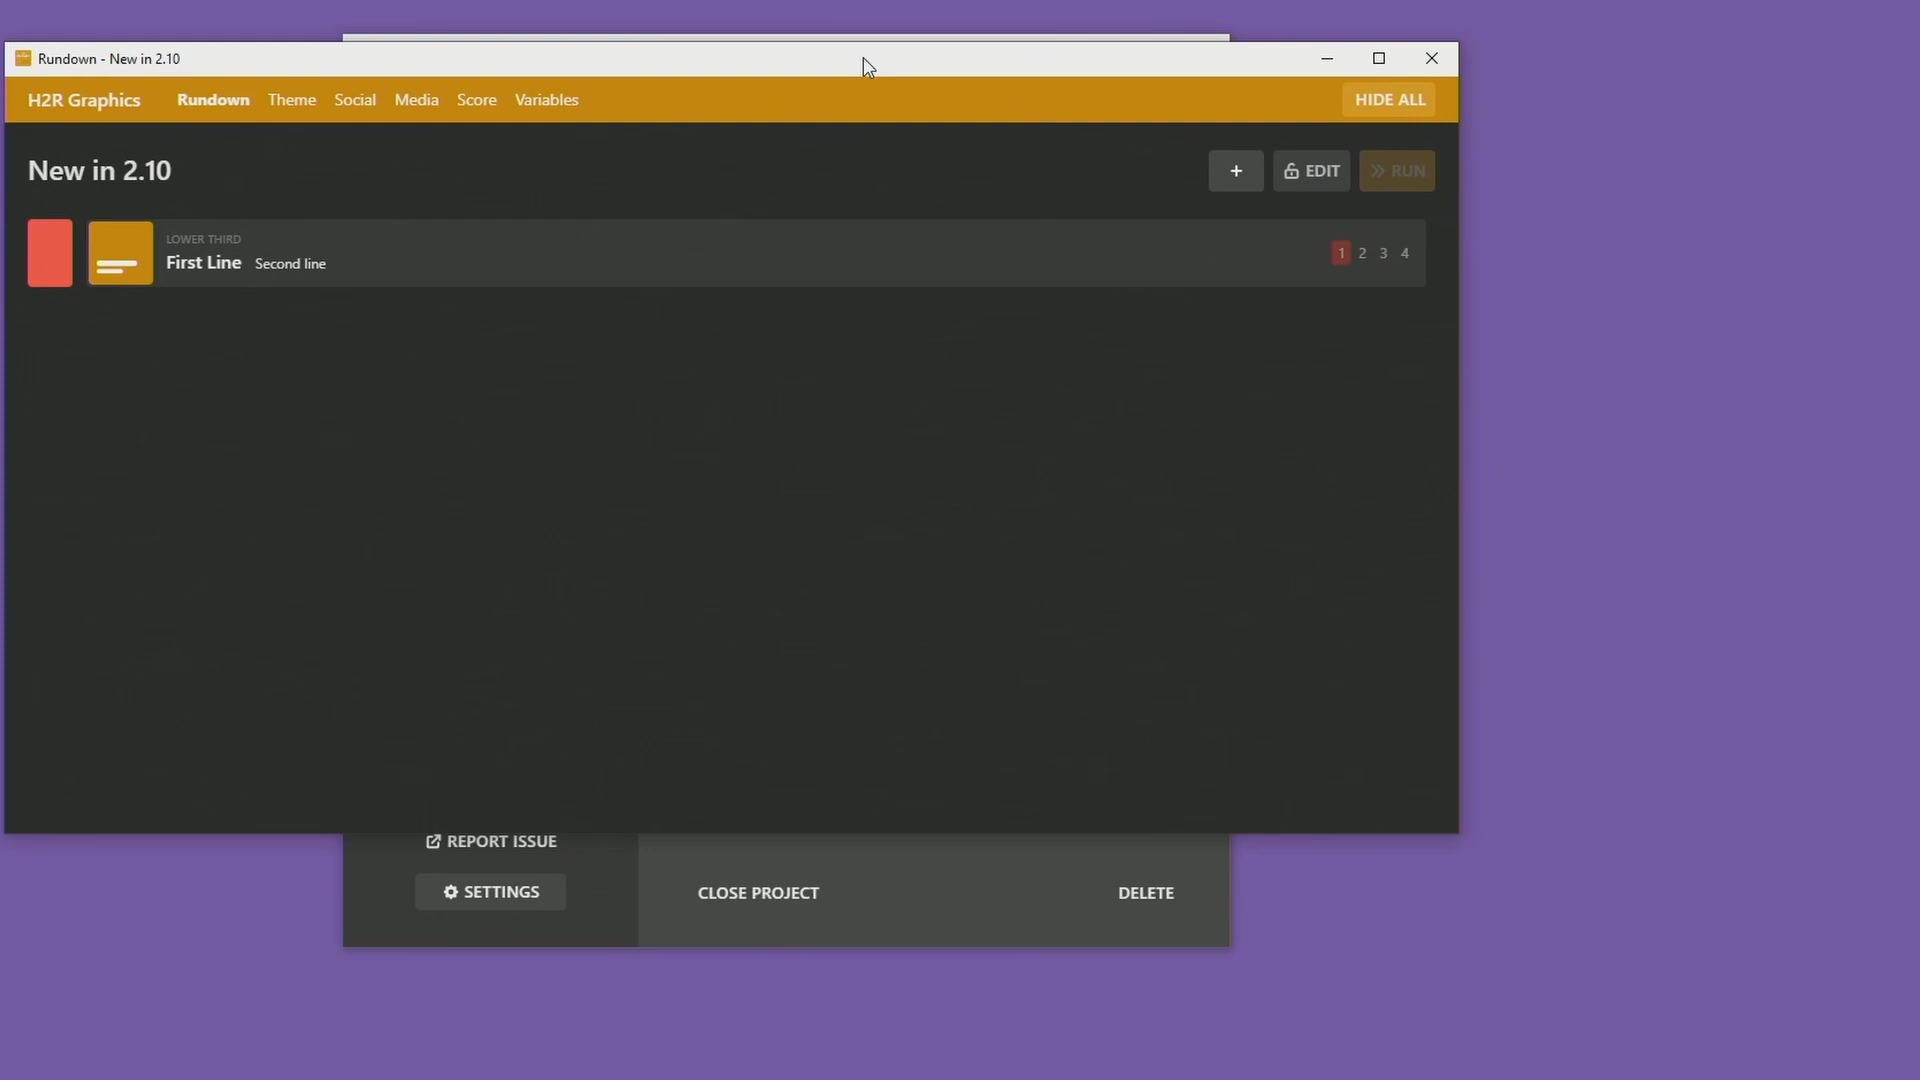 Rundown - New in 2.10
H2R Graphics Rundown Theme Social Media Score Variables HIDE ALL
New in 2.10 + EDIT RUN
LOWER THIRD
First Line Second line 1 2 3 4
REPORT ISSUE
SETTINGS CLOSE PROJECT DELETE